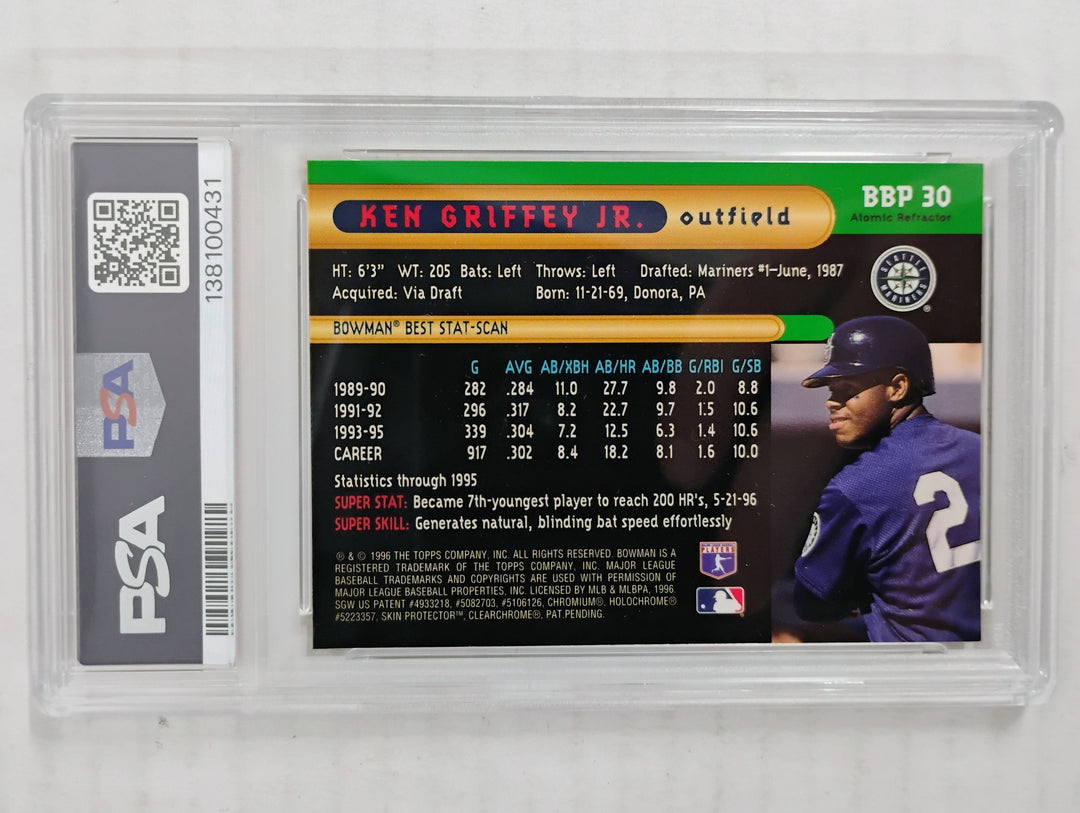 PSA
PSA
138100431
KEN GRIFFEY JR. outfield
BBP 30
Atomic Refractor
HT: 6'3" WT: 205 Bats: Left Throws: Left Drafted: Mariners #1–June, 1987
Acquired: Via Draft Born: 11-21-69, Donora, PA
SEATTLE MARINERS ®
BOWMAN® BEST STAT-SCAN
G AVG AB/XBH AB/HR AB/BB G/RBI G/SB
1989-90 282 .284 11.0 27.7 9.8 2.0 8.8
1991-92 296 .317 8.2 22.7 9.7 1.5 10.6
1993-95 339 .304 7.2 12.5 6.3 1.4 10.6
CAREER 917 .302 8.4 18.2 8.1 1.6 10.0
Statistics through 1995
SUPER STAT: Became 7th-youngest player to reach 200 HR's, 5-21-96
SUPER SKILL: Generates natural, blinding bat speed effortlessly
® & © 1996 THE TOPPS COMPANY, INC. ALL RIGHTS RESERVED. BOWMAN IS A
REGISTERED TRADEMARK OF THE TOPPS COMPANY, INC. MAJOR LEAGUE
BASEBALL TRADEMARKS AND COPYRIGHTS ARE USED WITH PERMISSION OF
MAJOR LEAGUE BASEBALL PROPERTIES, INC. LICENSED BY MLB & MLBPA, 1996.
SGW US PATENT #4933218, #5082703, #5106126, CHROMIUM®, HOLOCHROME®
#5223357, SKIN PROTECTOR™, CLEARCHROME®, PAT.PENDING.
PLAYERS
2